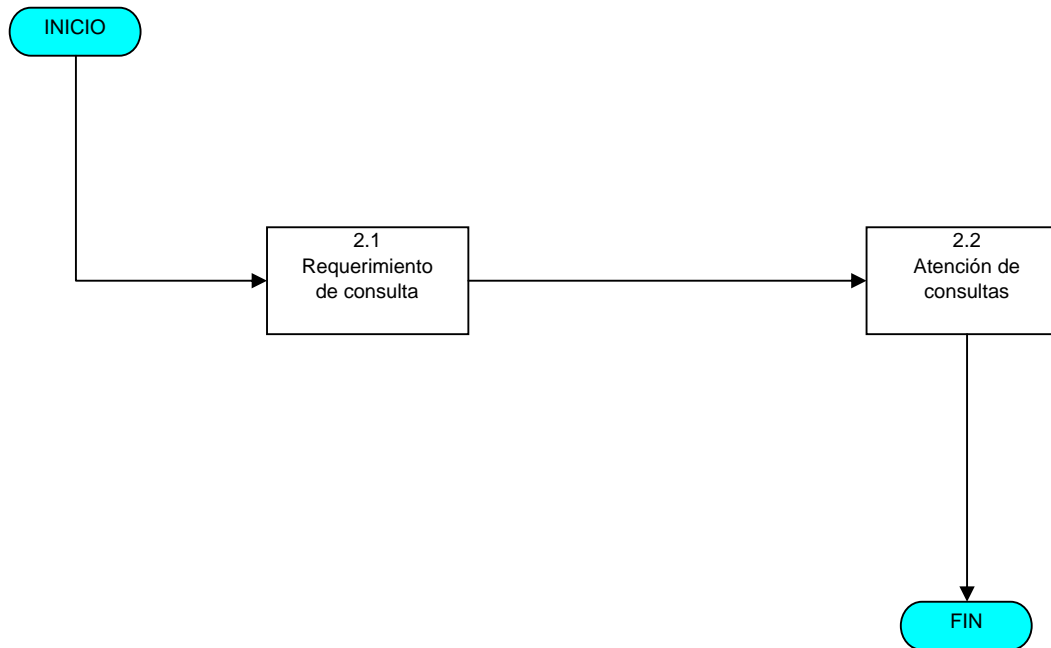 INICIO
2.1
Requerimiento
de consulta
2.2
Atención de
consultas
FIN